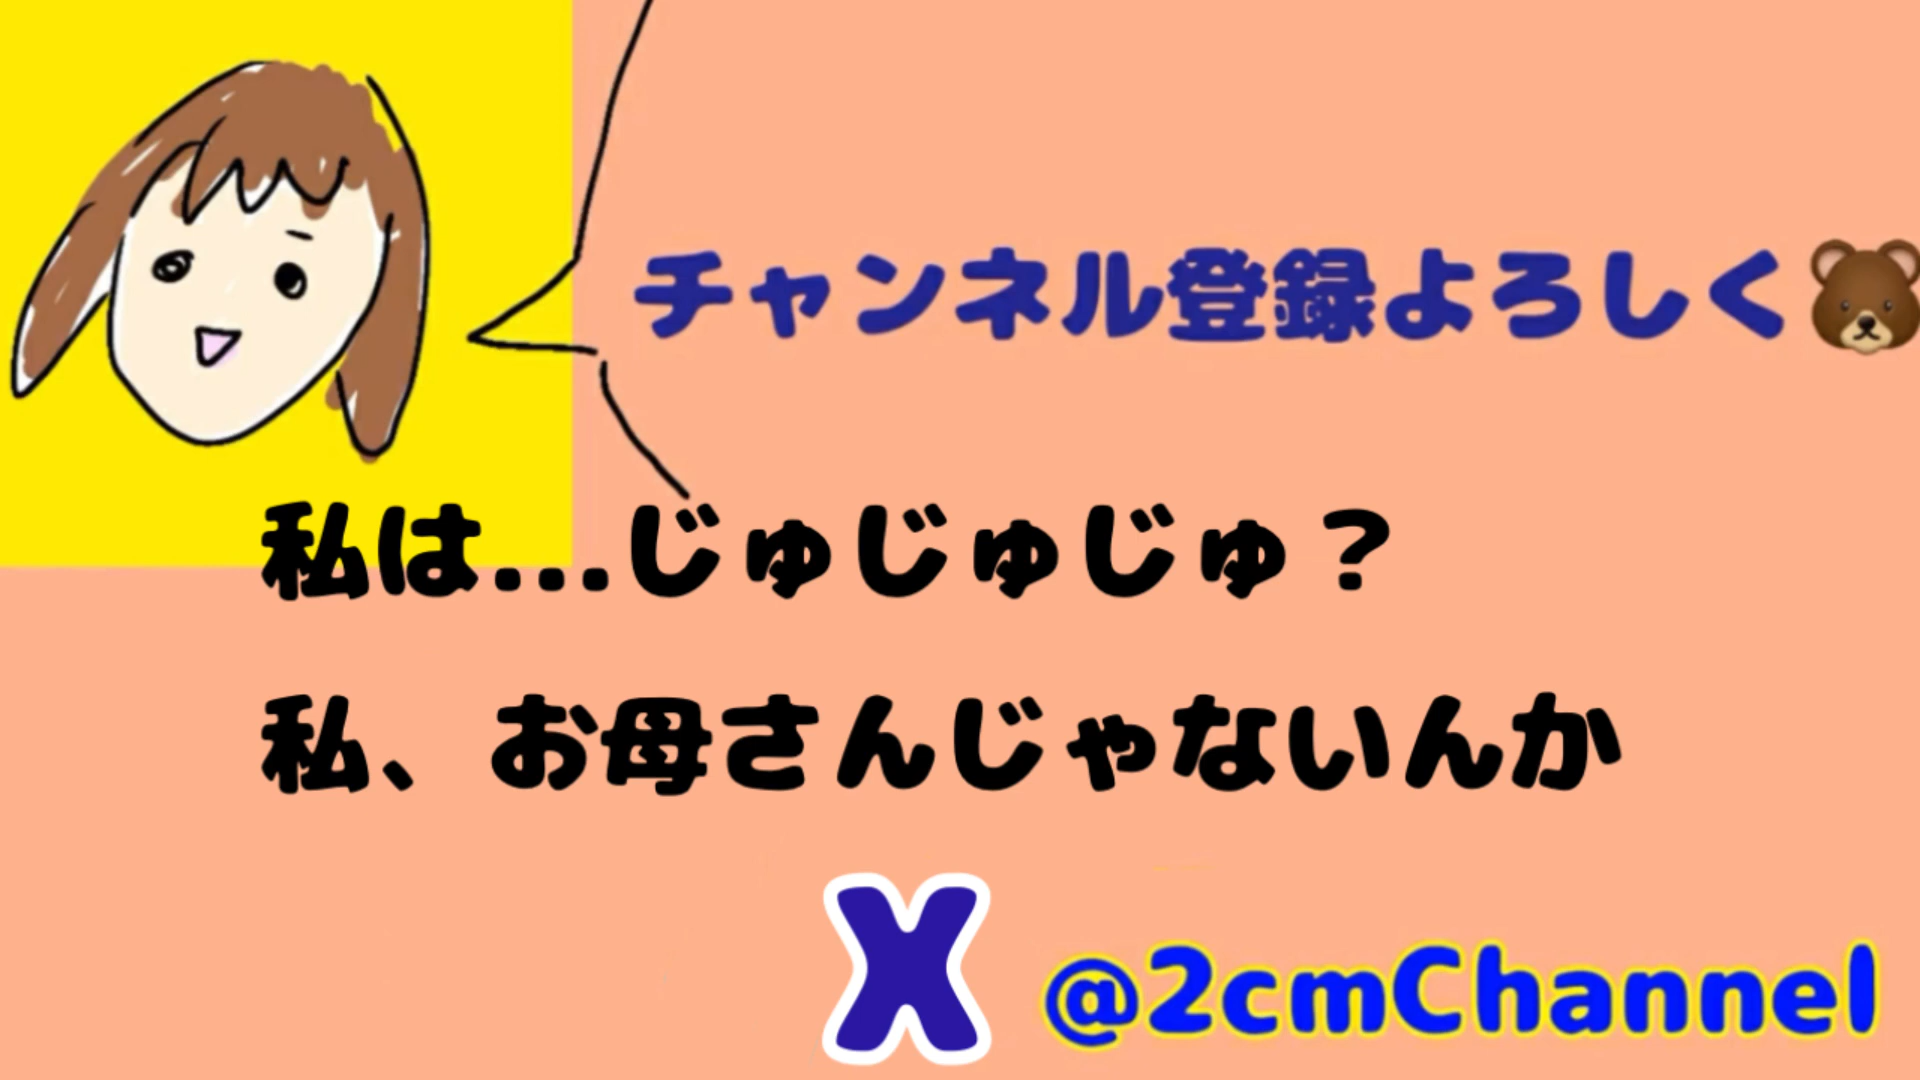 チャンネル登録よろしく🐻
私は...じゅじゅじゅ？
私、お母さんじゃないんか
X @2cmChannel